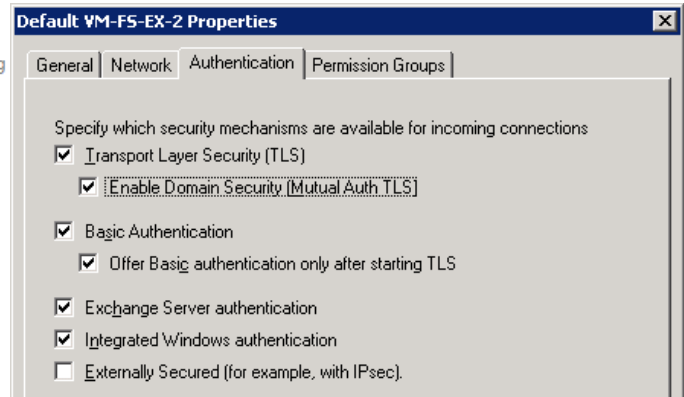 Default VM-FS-EX-2 Properties
General Network Authentication Permission Groups
Specify which security mechanisms are available for incoming connections
Transport Layer Security (TLS)
Enable Domain Security (Mutual Auth TLS)
Basic Authentication
Offer Basic authentication only after starting TLS
Exchange Server authentication
Integrated Windows authentication
Externally Secured (for example, with IPsec).